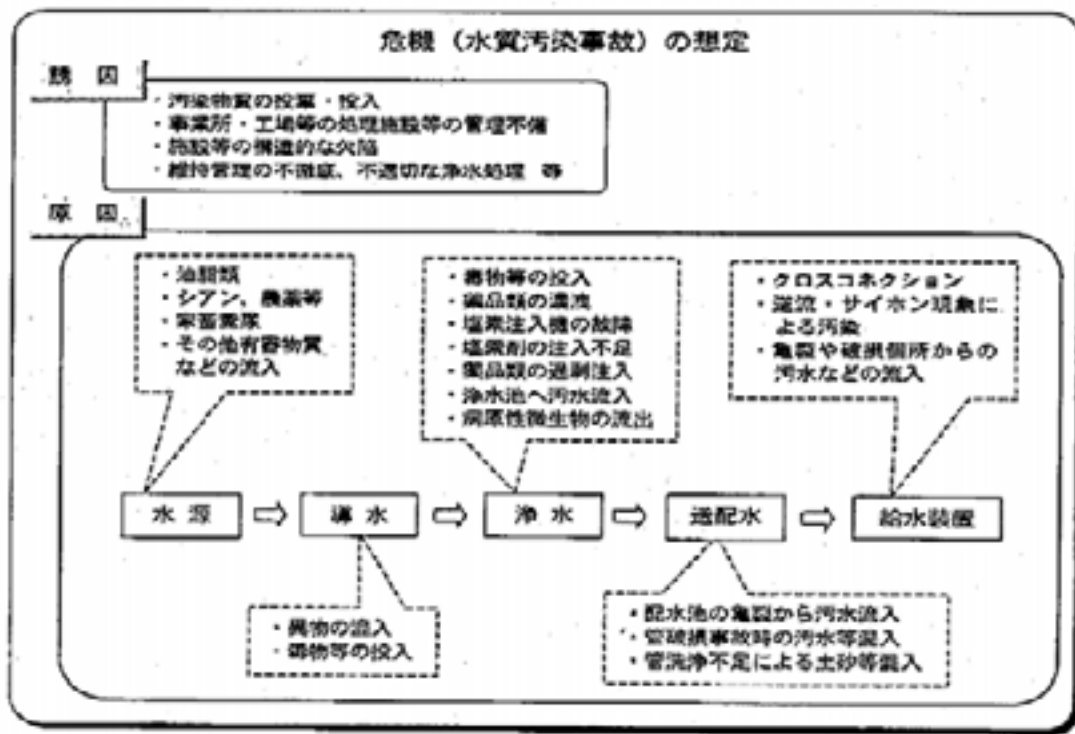 危機（水質汚染事故）の想定
誘　因
・汚染物質の投棄・投入
・事業所・工場等の処理施設等の管理不備
・施設等の構造的な欠陥
・維持管理の不徹底、不適切な浄水処理　等
原　因
・油脂類
・シアン、農薬等
・家畜糞尿
・その他有害物質
などの流入
・毒物等の投入
・薬品類の漏洩
・塩素注入機の故障
・塩素剤の注入不足
・薬品類の過剰注入
・浄水池へ汚水流入
・病原性微生物の流出
・クロスコネクション
・逆流・サイホン現象に
よる汚染
・亀裂や破損個所からの
汚水などの流入
水 源 ⇨ 導 水 ⇨ 浄 水 ⇨ 送配水 ⇨ 給水装置
・異物の流入
・毒物等の投入
・配水池の亀裂から汚水流入
・管破損事故時の汚水等混入
・管洗浄不足による土砂等混入